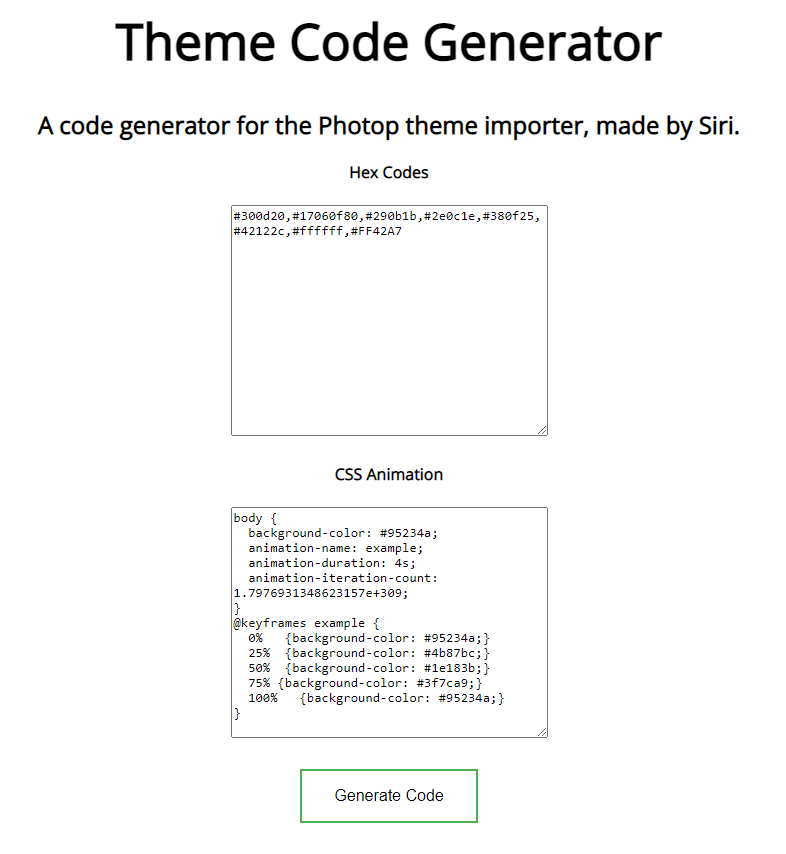 Theme Code Generator
A code generator for the Photop theme importer, made by Siri.
Hex Codes
#300d20,#17060f80,#290b1b,#2e0c1e,#380f25,
#42122c,#ffffff,#FF42A7
CSS Animation
body {
  background-color: #95234a;
  animation-name: example;
  animation-duration: 4s;
  animation-iteration-count:
1.7976931348623157e+309;
}
@keyframes example {
  0%   {background-color: #95234a;}
  25%  {background-color: #4b87bc;}
  50%  {background-color: #1e183b;}
  75% {background-color: #3f7ca9;}
  100%   {background-color: #95234a;}
}
Generate Code